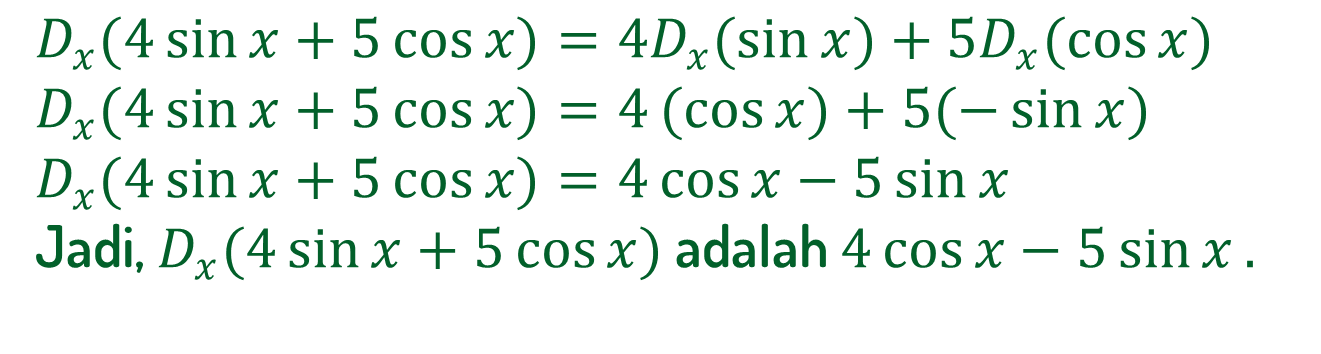 Dₓ(4 sin x + 5 cos x) = 4Dₓ(sin x) + 5Dₓ(cos x)
Dₓ(4 sin x + 5 cos x) = 4 (cos x) + 5(− sin x)
Dₓ(4 sin x + 5 cos x) = 4 cos x − 5 sin x
Jadi, Dₓ(4 sin x + 5 cos x) adalah 4 cos x − 5 sin x .